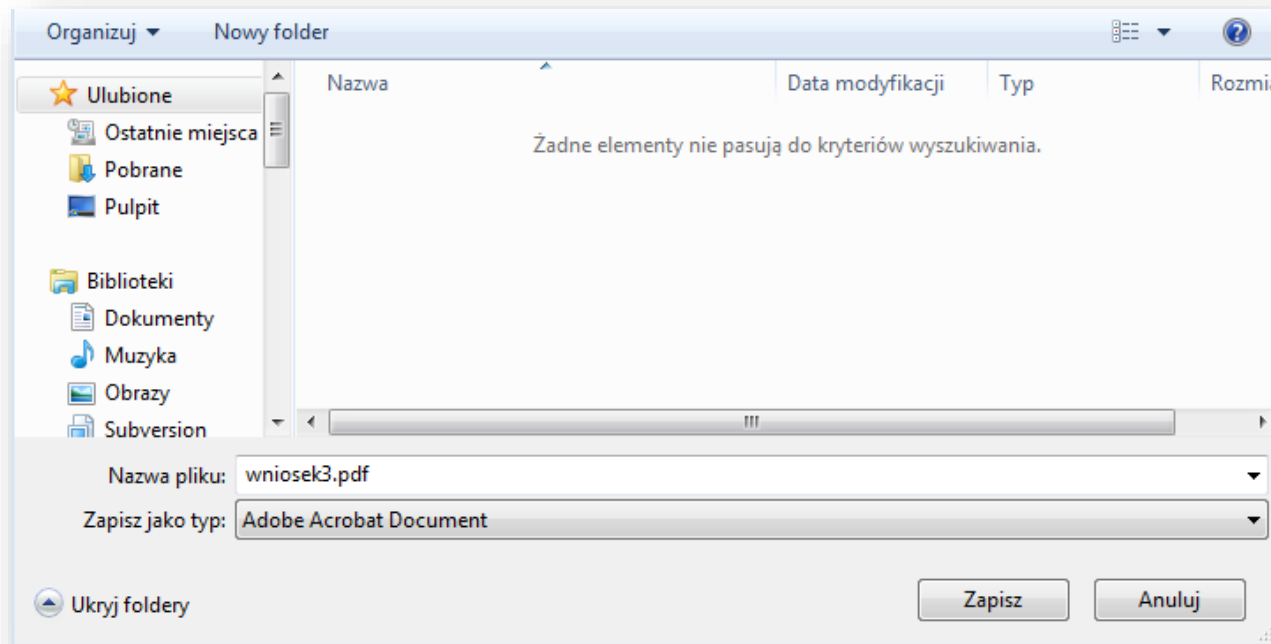 Organizuj Nowy folder
Nazwa Data modyfikacji Typ Rozmia
Żadne elementy nie pasują do kryteriów wyszukiwania.
Ulubione
Ostatnie miejsca
Pobrane
Pulpit
Biblioteki
Dokumenty
Muzyka
Obrazy
Subversion
Nazwa pliku: wniosek3.pdf
Zapisz jako typ: Adobe Acrobat Document
Ukryj foldery Zapisz Anuluj